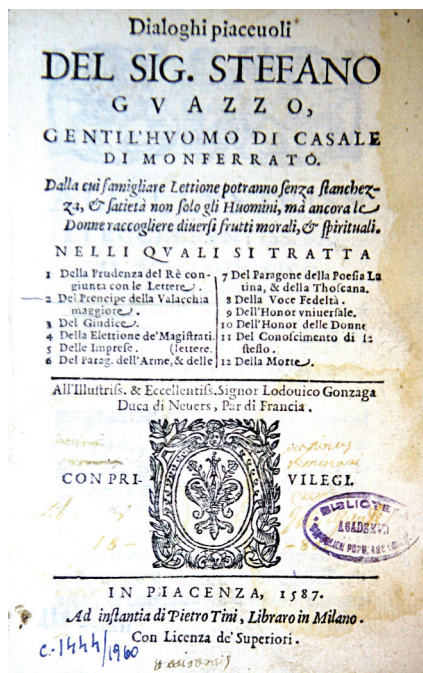 Dialoghi piaceuoli
DEL SIG. STEFANO
GVAZZO,
GENTIL'HVOMO DI CASALE
DI MONFERRATO.
Dalla cui famigliare Lettione potranno senza stanchez-
za, & satietà non solo gli Huomini, mà ancora le
Donne raccogliere diuersi frutti morali, & spirituali.
NELLI QVALI SI TRATTA
1 Della Prudenza del Rè con-
giunta con le Lettere.
2 Del Prencipe della Valacchia
maggiore.
3 Del Giudice.
4 Della Elettione de'Magistrati.
5 Delle Imprese. (lettere.
6 Del Parag. dell'Arme, & delle
7 Del Paragone della Poesia La
tina, & della Thoscana.
8 Della Voce Fedeltà.
9 Dell'Honor vniuersale.
10 Dell'Honor delle Donne
11 Del Conoscimento di se
stesso.
12 Della Morte.
All'Illustriss. & Eccellentiss. Signor Lodouico Gonzaga
Duca di Neuers, Par di Francia.
CON PRI- VILEGI.
BIBLIOTE
ACADEMIEI
IN PIACENZA, 1587.
Ad instantia di Pietro Tini, Libraro in Milano.
Con Licenza de' Superiori.
c.1444/1960